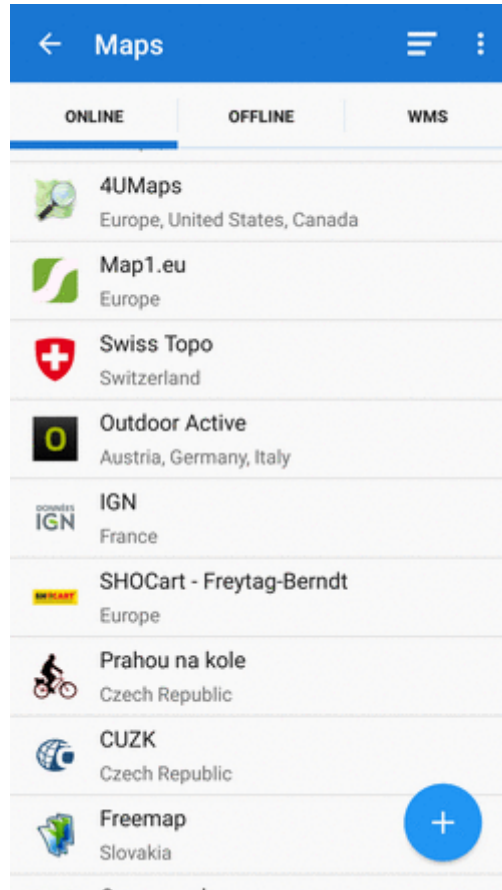 Maps
ONLINE
OFFLINE
WMS
4UMaps
Europe, United States, Canada
Map1.eu
Europe
Swiss Topo
Switzerland
O
Outdoor Active
Austria, Germany, Italy
DONNÉES
IGN
IGN
France
SHOCART
SHOCart - Freytag-Berndt
Europe
Prahou na kole
Czech Republic
CUZK
Czech Republic
Freemap
Slovakia